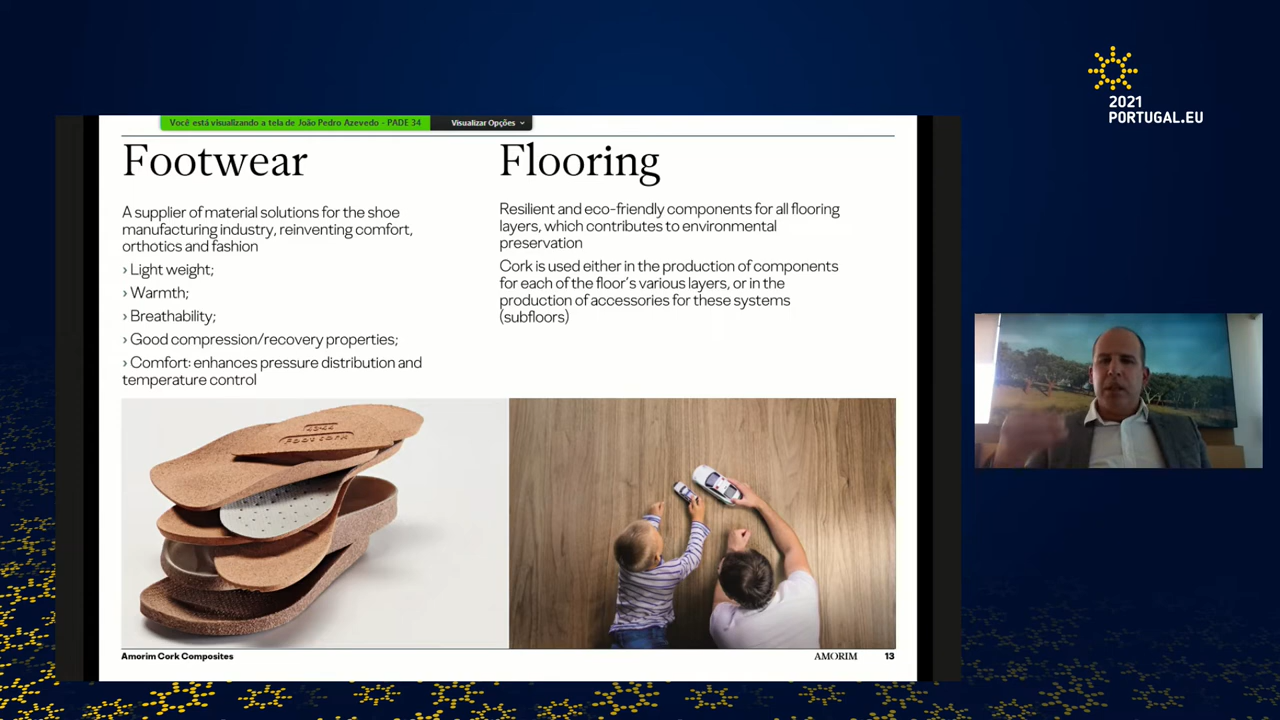 2021
PORTUGAL.EU
Você está visualizando a tela de João Pedro Azevedo - PADE 34
Visualizar Opções
Footwear
A supplier of material solutions for the shoe
manufacturing industry, reinventing comfort,
orthotics and fashion
› Light weight;
› Warmth;
› Breathability;
› Good compression/recovery properties;
› Comfort: enhances pressure distribution and
temperature control
Flooring
Resilient and eco-friendly components for all flooring
layers, which contributes to environmental
preservation
Cork is used either in the production of components
for each of the floor's various layers, or in the
production of accessories for these systems
(subfloors)
FOOT CORK
Amorim Cork Composites
AMORIM
13